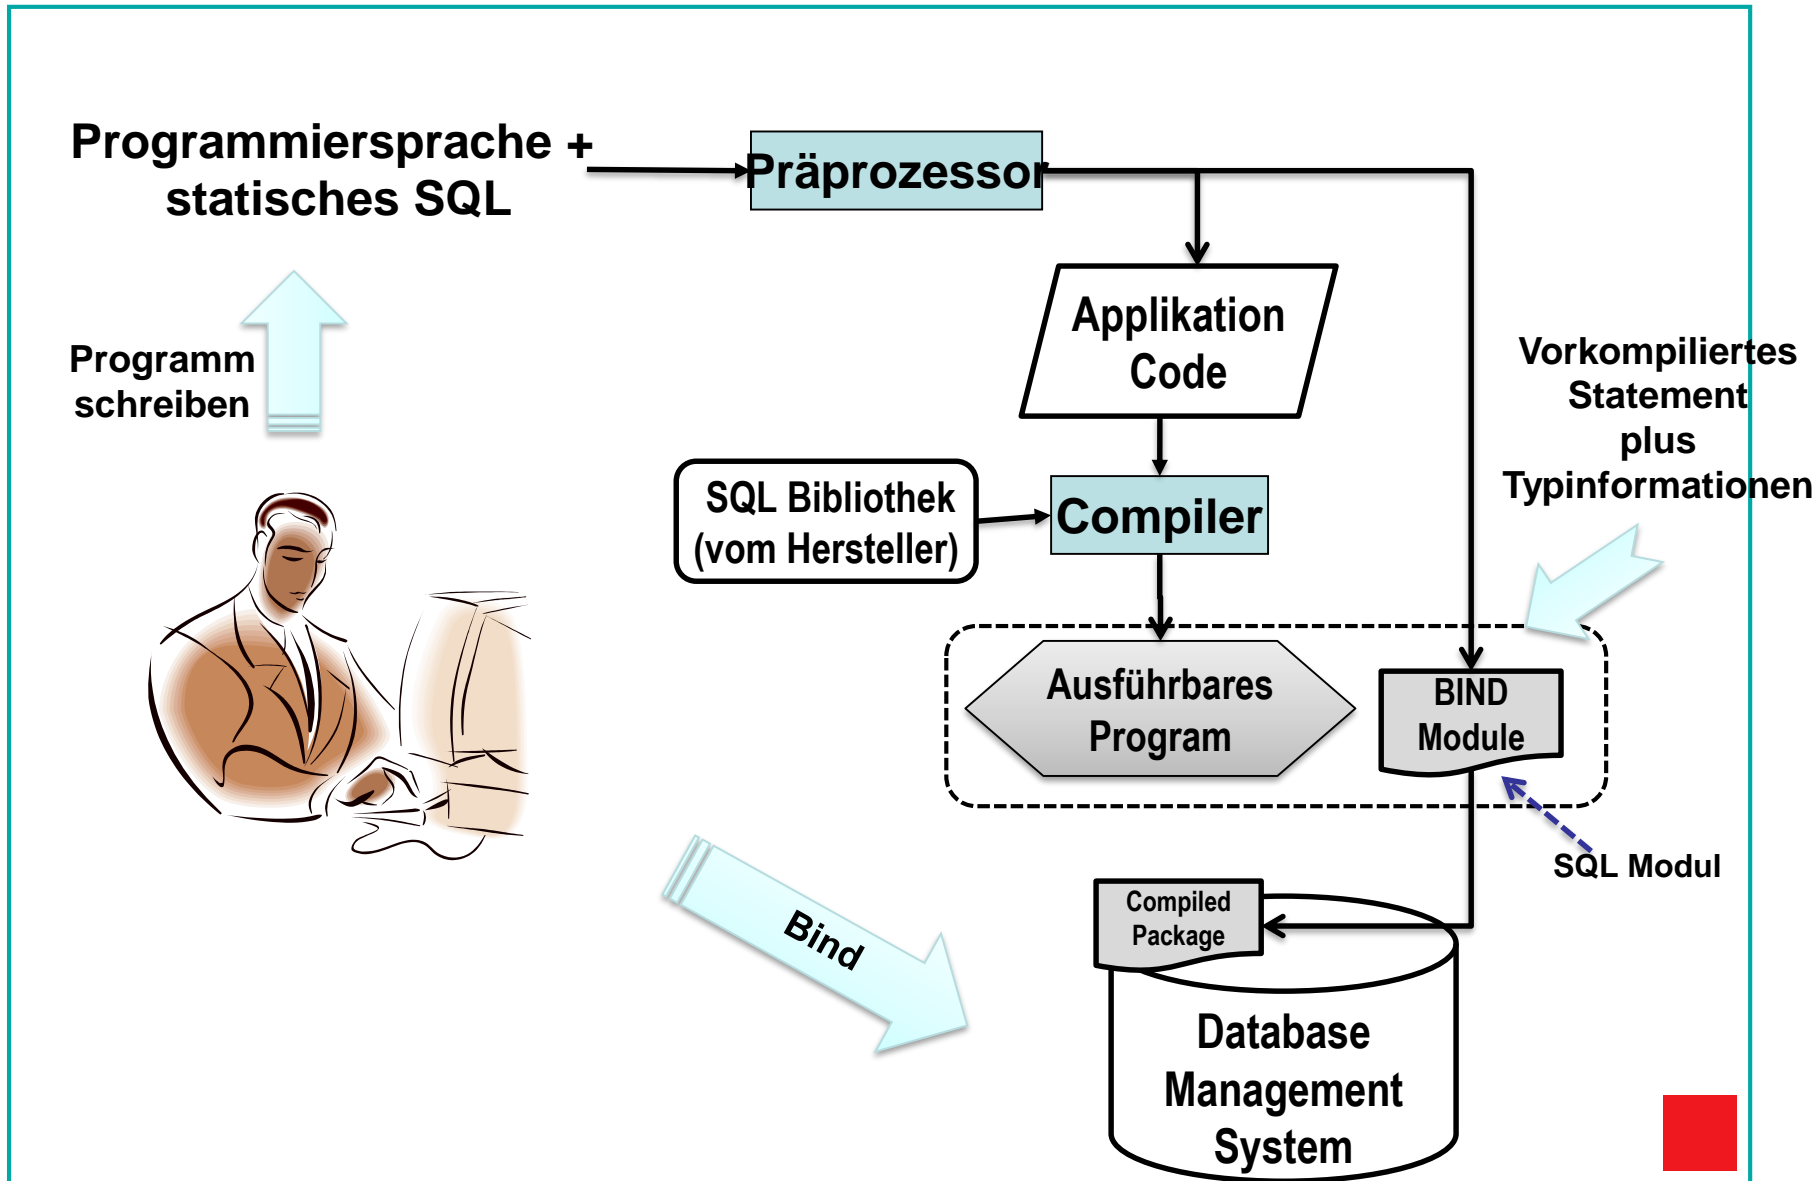 Programmiersprache +
statisches SQL
Präprozessor
Applikation
Code
Programm
schreiben
Vorkompiliertes
Statement
plus
Typinformationen
SQL Bibliothek
(vom Hersteller)
Compiler
Ausführbares
Program
BIND
Module
SQL Modul
Bind
Compiled
Package
Database
Management
System